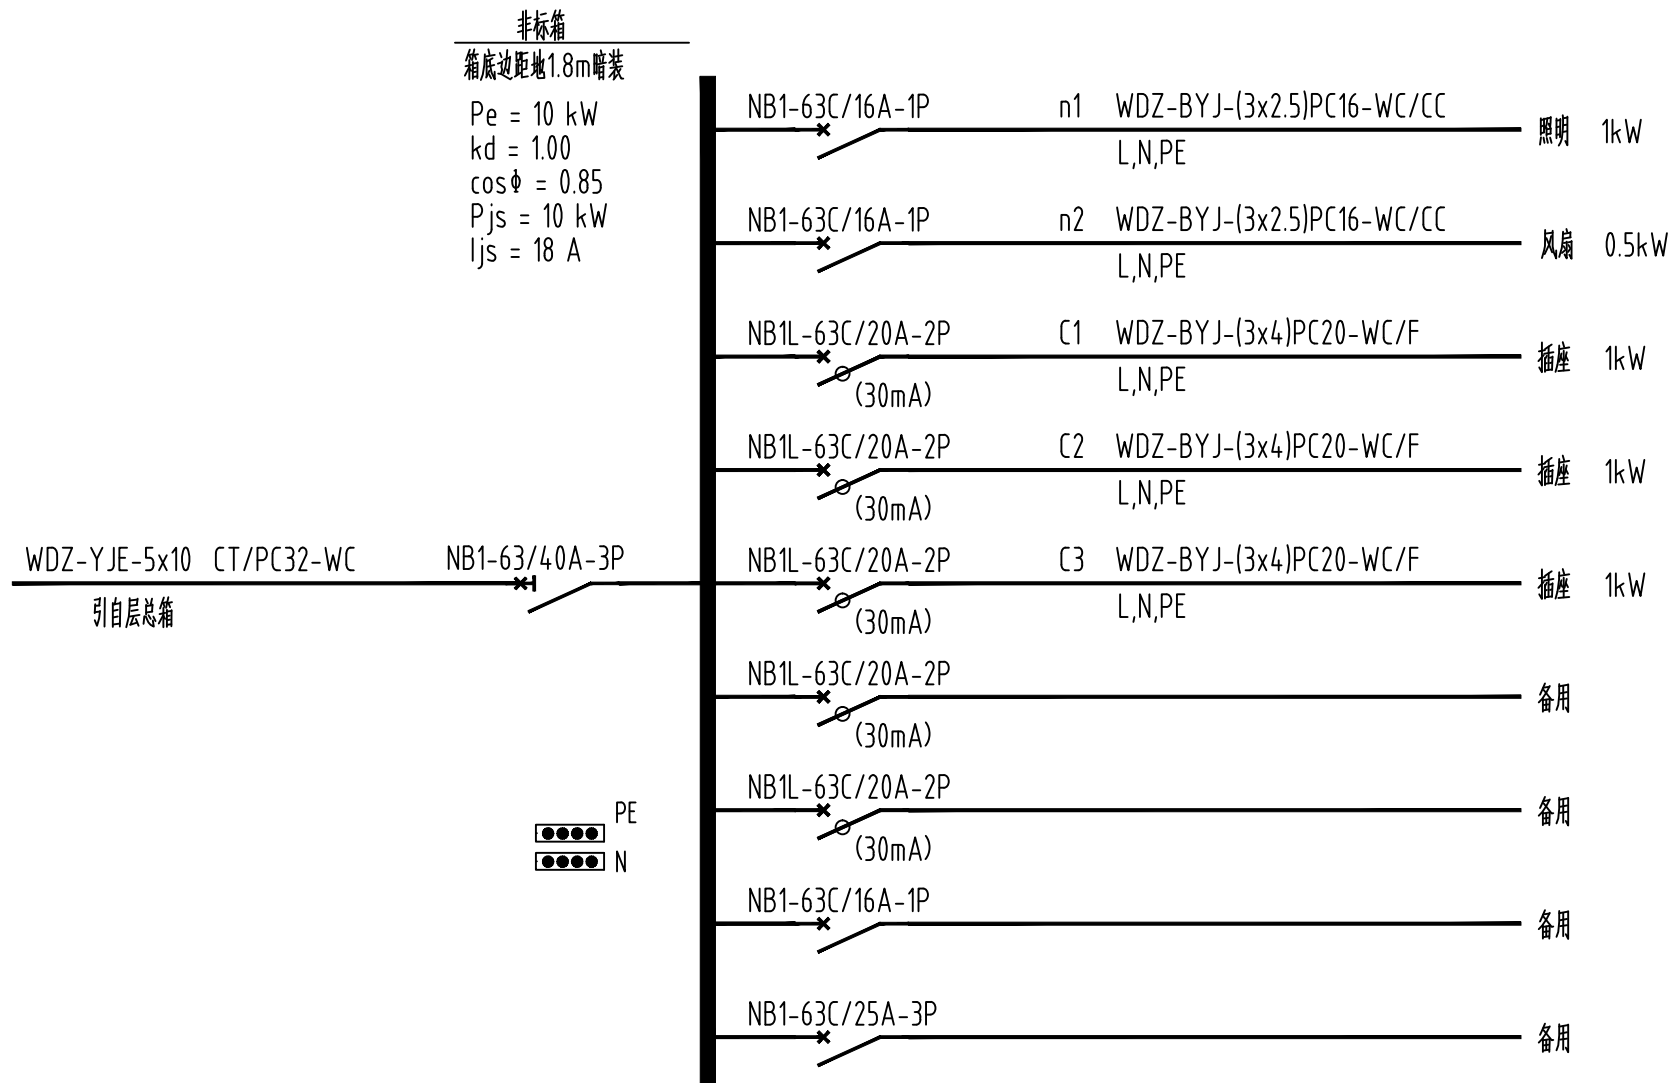 非标箱
箱底边距地1.8m暗装
Pe = 10 kW
kd = 1.00
cosΦ = 0.85
Pjs = 10 kW
Ijs = 18 A
WDZ-YJE-5x10 CT/PC32-WC NB1-63/40A-3P
引自层总箱
PE
N
NB1-63C/16A-1P n1 WDZ-BYJ-(3x2.5)PC16-WC/CC 照明 1kW
L,N,PE
NB1-63C/16A-1P n2 WDZ-BYJ-(3x2.5)PC16-WC/CC 风扇 0.5kW
L,N,PE
NB1L-63C/20A-2P C1 WDZ-BYJ-(3x4)PC20-WC/F 插座 1kW
(30mA) L,N,PE
NB1L-63C/20A-2P C2 WDZ-BYJ-(3x4)PC20-WC/F 插座 1kW
(30mA) L,N,PE
NB1L-63C/20A-2P C3 WDZ-BYJ-(3x4)PC20-WC/F 插座 1kW
(30mA) L,N,PE
NB1L-63C/20A-2P 备用
(30mA)
NB1L-63C/20A-2P 备用
(30mA)
NB1-63C/16A-1P 备用
NB1-63C/25A-3P 备用